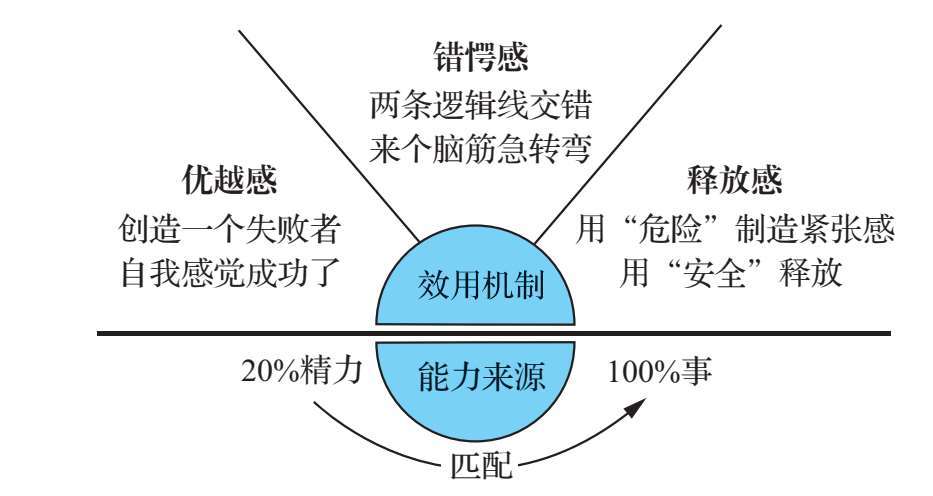 错愕感
两条逻辑线交错
来个脑筋急转弯
优越感
创造一个失败者
自我感觉成功了
释放感
用“危险”制造紧张感
用“安全”释放
效用机制
20%精力
能力来源
100%事
匹配